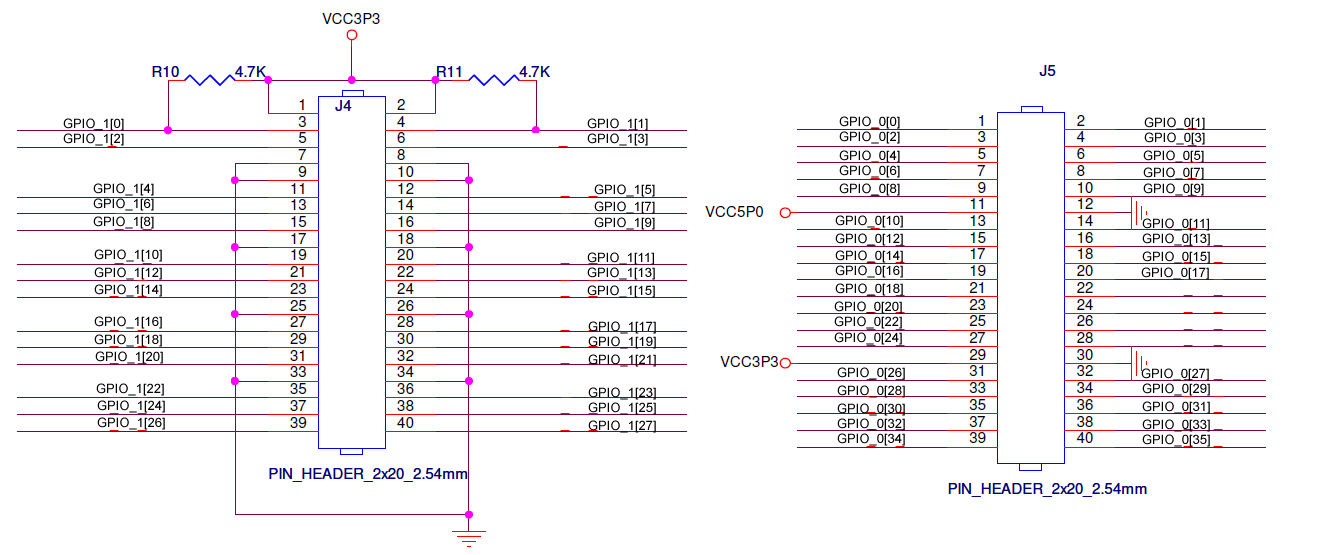 VCC3P3
R10 4.7K R11 4.7K
J4
1 2
GPIO_1[0] 3 4 GPIO_1[1]
GPIO_1[2] 5 6 GPIO_1[3]
7 8
9 10
GPIO_1[4] 11 12 GPIO_1[5]
GPIO_1[6] 13 14 GPIO_1[7]
GPIO_1[8] 15 16 GPIO_1[9]
17 18
GPIO_1[10] 19 20 GPIO_1[11]
GPIO_1[12] 21 22 GPIO_1[13]
GPIO_1[14] 23 24 GPIO_1[15]
25 26
GPIO_1[16] 27 28 GPIO_1[17]
GPIO_1[18] 29 30 GPIO_1[19]
GPIO_1[20] 31 32 GPIO_1[21]
33 34
GPIO_1[22] 35 36 GPIO_1[23]
GPIO_1[24] 37 38 GPIO_1[25]
GPIO_1[26] 39 40 GPIO_1[27]
PIN_HEADER_2x20_2.54mm
J5
GPIO_0[0] 1 2 GPIO_0[1]
GPIO_0[2] 3 4 GPIO_0[3]
GPIO_0[4] 5 6 GPIO_0[5]
GPIO_0[6] 7 8 GPIO_0[7]
GPIO_0[8] 9 10 GPIO_0[9]
VCC5P0 11 12
GPIO_0[10] 13 14 GPIO_0[11]
GPIO_0[12] 15 16 GPIO_0[13]
GPIO_0[14] 17 18 GPIO_0[15]
GPIO_0[16] 19 20 GPIO_0[17]
GPIO_0[18] 21 22
GPIO_0[20] 23 24
GPIO_0[22] 25 26
GPIO_0[24] 27 28
VCC3P3 29 30
GPIO_0[26] 31 32 GPIO_0[27]
GPIO_0[28] 33 34 GPIO_0[29]
GPIO_0[30] 35 36 GPIO_0[31]
GPIO_0[32] 37 38 GPIO_0[33]
GPIO_0[34] 39 40 GPIO_0[35]
PIN_HEADER_2x20_2.54mm